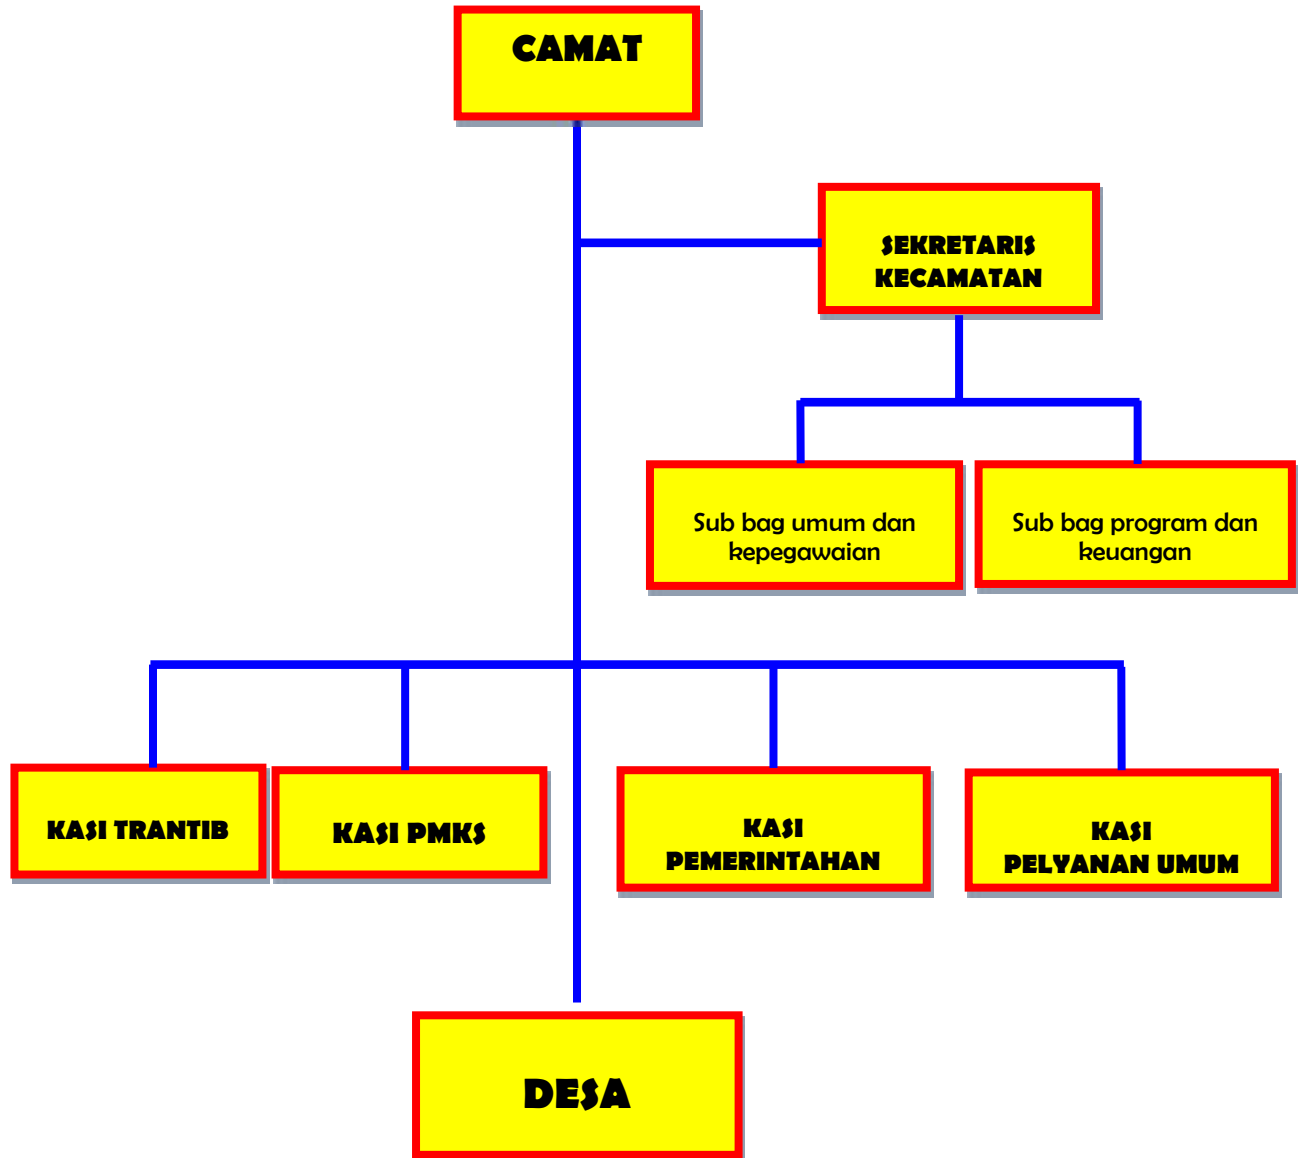 CAMAT
SEKRETARIS
KECAMATAN
Sub bag umum dan
kepegawaian
Sub bag program dan
keuangan
KASI TRANTIB
KASI PMKS
KASI
PEMERINTAHAN
KASI
PELYANAN UMUM
DESA